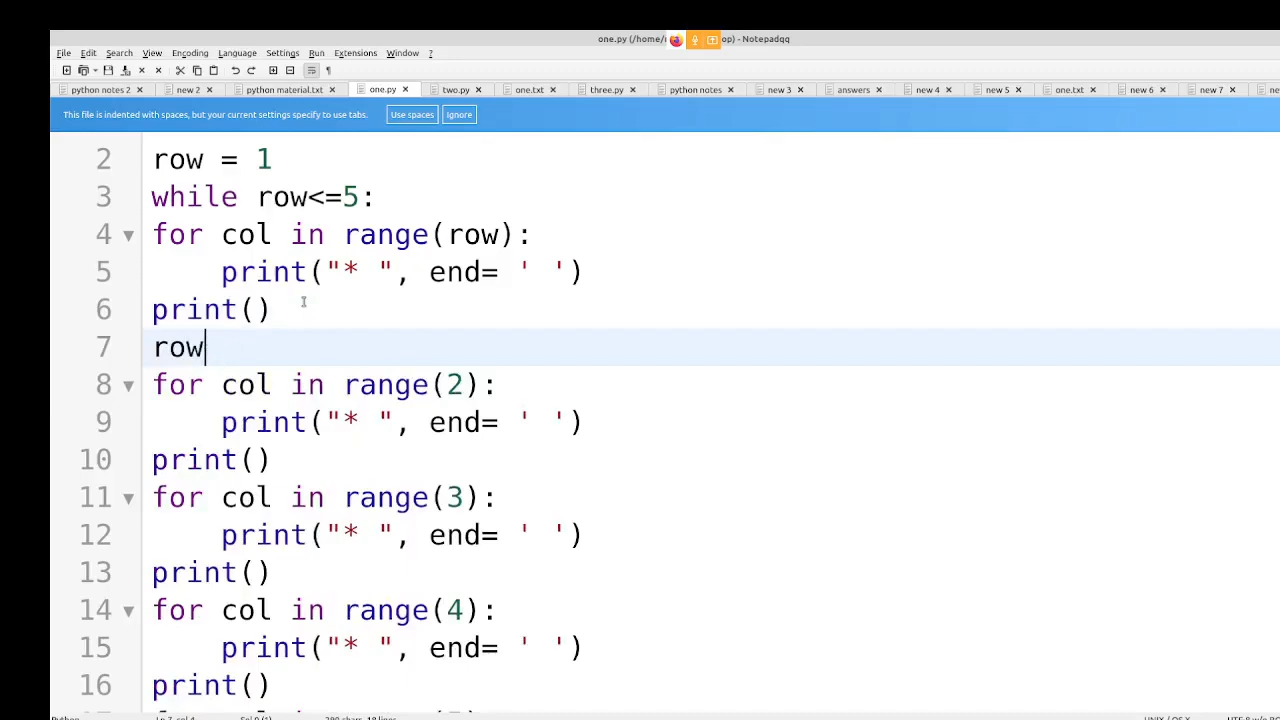 one.py (/home/ op) - Notepadqq
File Edit Search View Encoding Language Settings Run Extensions Window ?
python notes 2 new 2 python material.txt one.py two.py one.txt three.py python notes new 3 answers new 4 new 5 one.txt new 6 new 7
This file is indented with spaces, but your current settings specify to use tabs. Use spaces Ignore
2 row = 1
3 while row<=5:
4 for col in range(row):
5 print("* ", end= ' ')
6 print()
7 row
8 for col in range(2):
9 print("* ", end= ' ')
10 print()
11 for col in range(3):
12 print("* ", end= ' ')
13 print()
14 for col in range(4):
15 print("* ", end= ' ')
16 print()